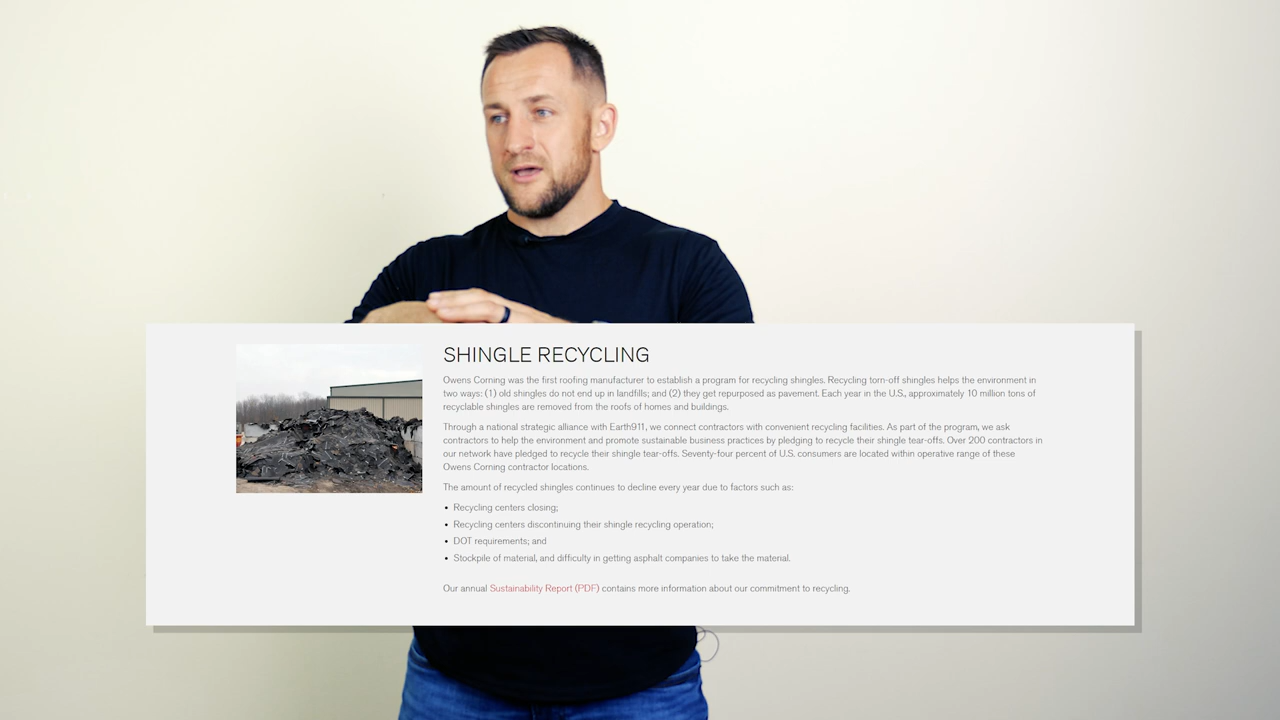 SHINGLE RECYCLING
Owens Corning was the first roofing manufacturer to establish a program for recycling shingles. Recycling torn-off shingles helps the environment in
two ways: (1) old shingles do not end up in landfills; and (2) they get repurposed as pavement. Each year in the U.S., approximately 10 million tons of
recyclable shingles are removed from the roofs of homes and buildings.
Through a national strategic alliance with Earth911, we connect contractors with convenient recycling facilities. As part of the program, we ask
contractors to help the environment and promote sustainable business practices by pledging to recycle their shingle tear-offs. Over 200 contractors in
our network have pledged to recycle their shingle tear-offs. Seventy-four percent of U.S. consumers are located within operative range of these
Owens Corning contractor locations.
The amount of recycled shingles continues to decline every year due to factors such as:
• Recycling centers closing;
• Recycling centers discontinuing their shingle recycling operation;
• DOT requirements; and
• Stockpile of material, and difficulty in getting asphalt companies to take the material.
Our annual Sustainability Report (PDF) contains more information about our commitment to recycling.